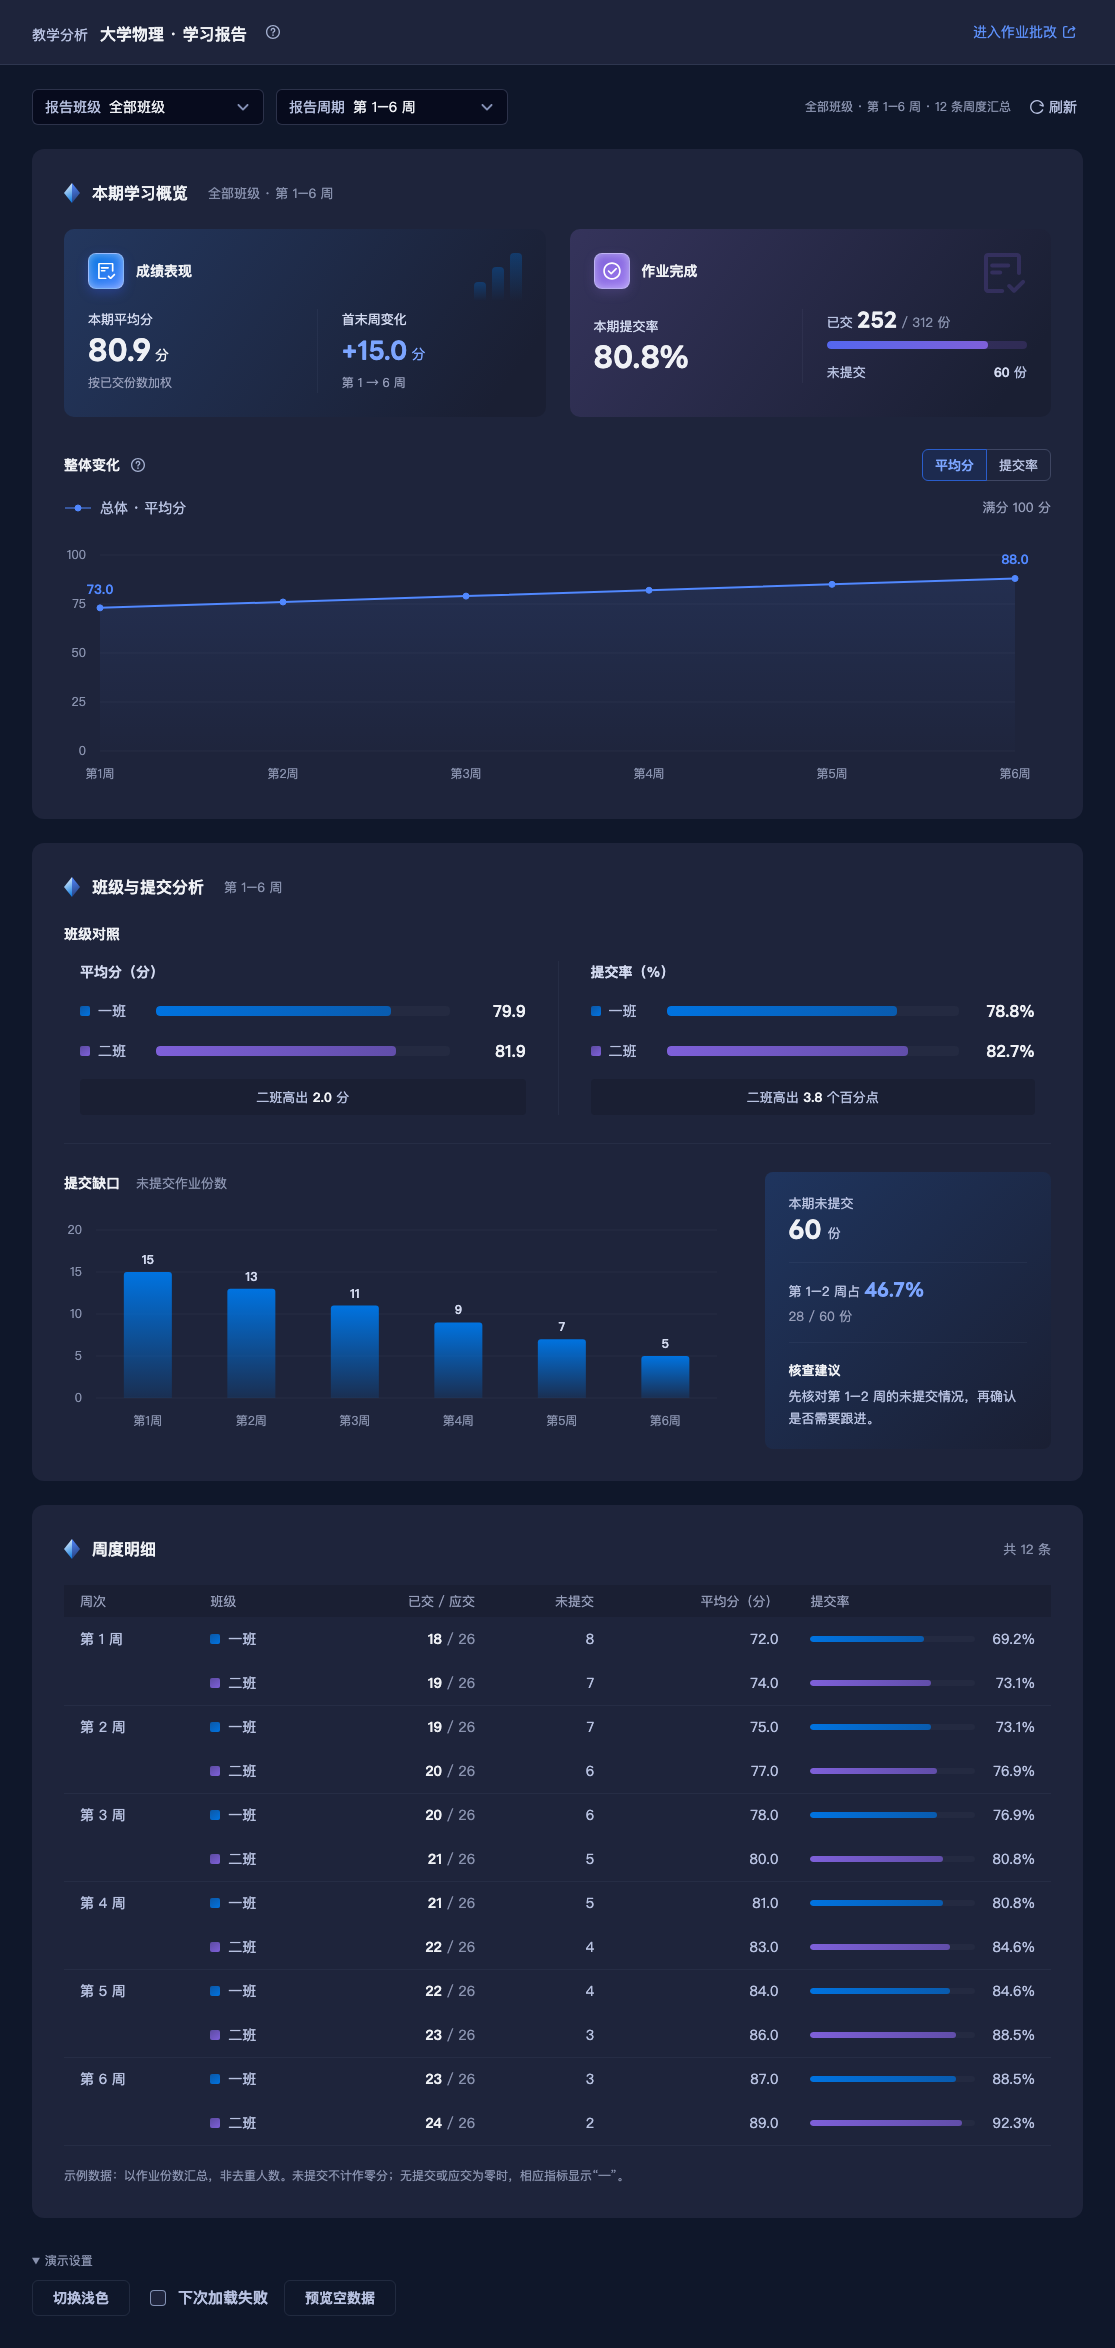 教学分析 大学物理 · 学习报告
进入作业批改
报告班级 全部班级
报告周期 第 1—6 周
全部班级 · 第 1—6 周 · 12 条周度汇总
刷新
本期学习概览 全部班级 · 第 1—6 周
成绩表现
本期平均分
80.9 分
按已交份数加权
首末周变化
+15.0 分
第 1 → 6 周
作业完成
本期提交率
80.8%
已交 252 / 312 份
未提交 60 份
整体变化
平均分 提交率
总体 · 平均分
满分 100 分
100
75
50
25
0
73.0
88.0
第1周 第2周 第3周 第4周 第5周 第6周
班级与提交分析 第 1—6 周
班级对照
平均分（分）
一班 79.9
二班 81.9
二班高出 2.0 分
提交率（%）
一班 78.8%
二班 82.7%
二班高出 3.8 个百分点
提交缺口 未提交作业份数
20
15
10
5
0
15 13 11 9 7 5
第1周 第2周 第3周 第4周 第5周 第6周
本期未提交
60 份
第 1—2 周占 46.7%
28 / 60 份
核查建议
先核对第 1—2 周的未提交情况，再确认
是否需要跟进。
周度明细
共 12 条
周次 班级 已交 / 应交 未提交 平均分（分） 提交率
第 1 周 一班 18 / 26 8 72.0 69.2%
二班 19 / 26 7 74.0 73.1%
第 2 周 一班 19 / 26 7 75.0 73.1%
二班 20 / 26 6 77.0 76.9%
第 3 周 一班 20 / 26 6 78.0 76.9%
二班 21 / 26 5 80.0 80.8%
第 4 周 一班 21 / 26 5 81.0 80.8%
二班 22 / 26 4 83.0 84.6%
第 5 周 一班 22 / 26 4 84.0 84.6%
二班 23 / 26 3 86.0 88.5%
第 6 周 一班 23 / 26 3 87.0 88.5%
二班 24 / 26 2 89.0 92.3%
示例数据：以作业份数汇总，非去重人数。未提交不计作零分；无提交或应交为零时，相应指标显示“—”。
▼ 演示设置
切换浅色
下次加载失败
预览空数据